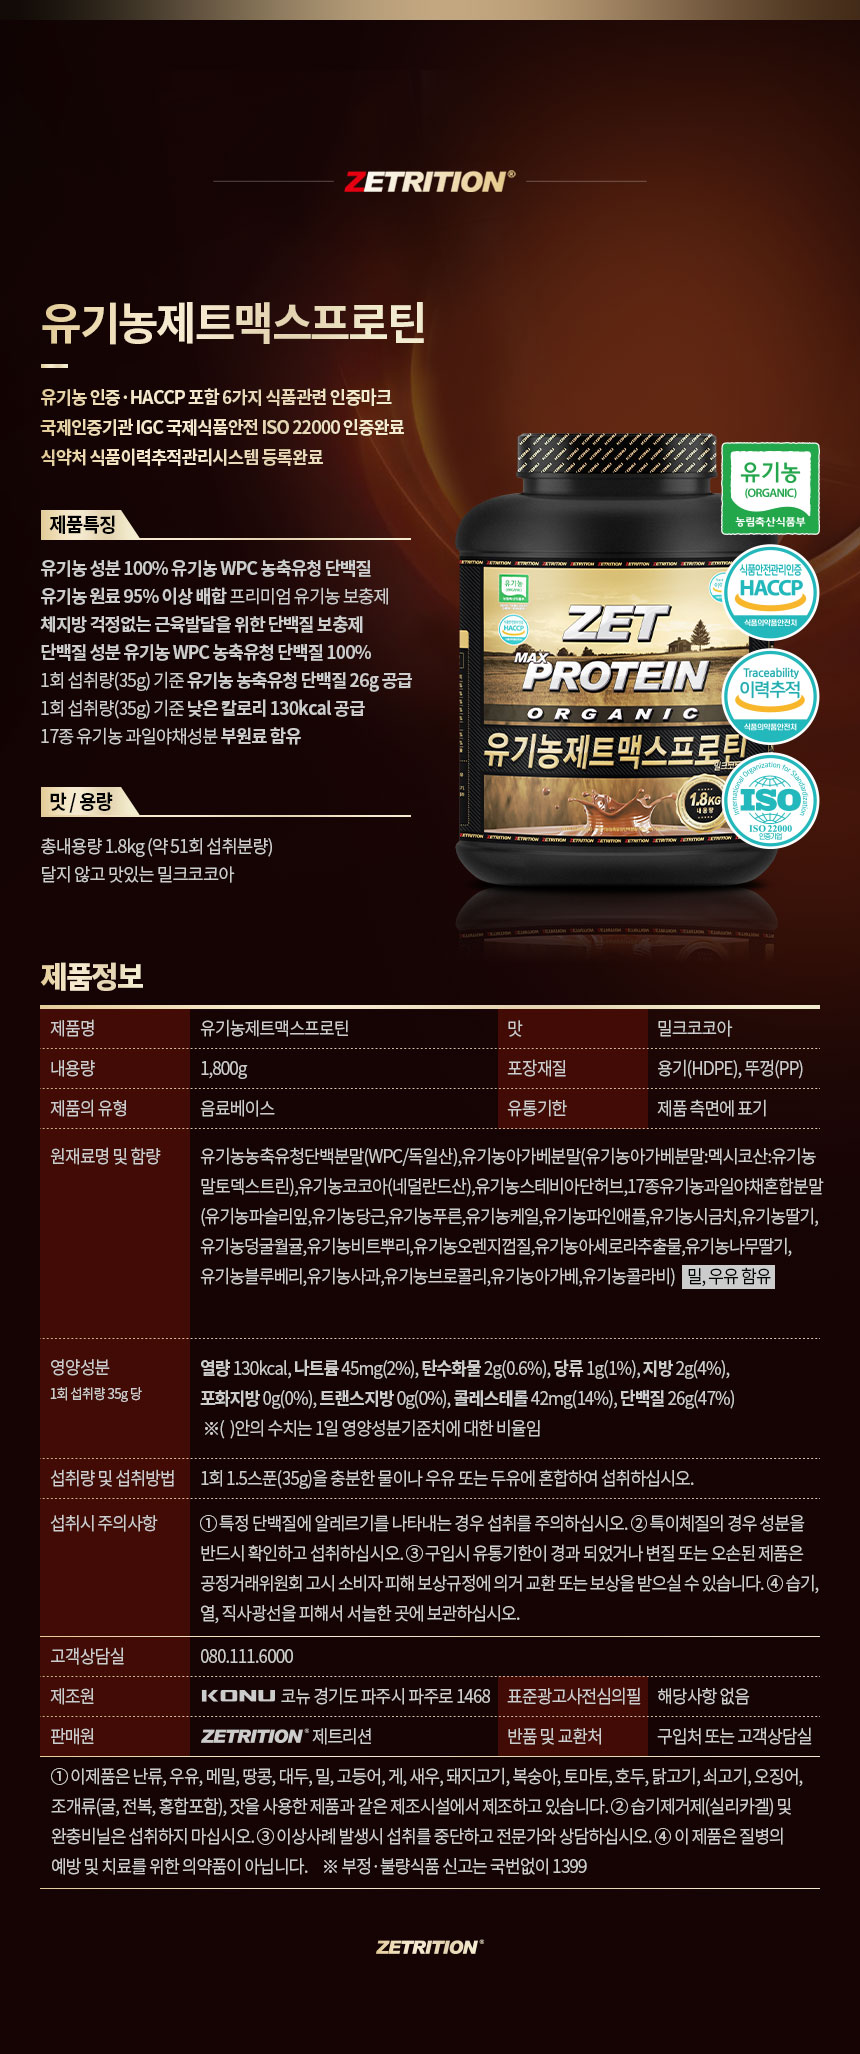 ZETRITION®
유기농제트맥스프로틴
유기농 인증·HACCP 포함 6가지 식품관련 인증마크
국제인증기관 IGC 국제식품안전 ISO 22000 인증완료
식약처 식품이력추적관리시스템 등록완료
제품특징
유기농 성분 100% 유기농 WPC 농축유청 단백질
유기농 원료 95% 이상 배합 프리미엄 유기농 보충제
체지방 걱정없는 근육발달을 위한 단백질 보충제
단백질 성분 유기농 WPC 농축유청 단백질 100%
1회 섭취량(35g) 기준 유기농 농축유청 단백질 26g 공급
1회 섭취량(35g) 기준 낮은 칼로리 130kcal 공급
17종 유기농 과일야채성분 부원료 함유
맛 / 용량
총내용량 1.8kg (약 51회 섭취분량)
달지 않고 맛있는 밀크코코아
유기농
(ORGANIC)
농림축산식품부
식품안전관리인증
HACCP
식품의약품안전처
Traceability
이력추적
식품의약품안전처
International Organization for Standardization
ISO
ISO 22000
인증기업
유기농
HACCP
ZET
MAX
PROTEIN
ORGANIC
유기농제트맥스프로틴
1.8KG
내용량
제품정보
제품명 유기농제트맥스프로틴 맛 밀크코코아
내용량 1,800g 포장재질 용기(HDPE), 뚜껑(PP)
제품의 유형 음료베이스 유통기한 제품 측면에 표기
원재료명 및 함량 유기농농축유청단백분말(WPC/독일산),유기농아가베분말(유기농아가베분말:멕시코산:유기농
말토덱스트린),유기농코코아(네덜란드산),유기농스테비아단허브,17종유기농과일야채혼합분말
(유기농파슬리잎,유기농당근,유기농푸룬,유기농케일,유기농파인애플,유기농시금치,유기농딸기,
유기농덩굴월귤,유기농비트뿌리,유기농오렌지껍질,유기농아세로라추출물,유기농나무딸기,
유기농블루베리,유기농사과,유기농브로콜리,유기농아가베,유기농콜라비) 밀, 우유 함유
영양성분 열량 130kcal, 나트륨 45mg(2%), 탄수화물 2g(0.6%), 당류 1g(1%), 지방 2g(4%),
1회 섭취량 35g 당 포화지방 0g(0%), 트랜스지방 0g(0%), 콜레스테롤 42mg(14%), 단백질 26g(47%)
※( )안의 수치는 1일 영양성분기준치에 대한 비율임
섭취량 및 섭취방법 1회 1.5스푼(35g)을 충분한 물이나 우유 또는 두유에 혼합하여 섭취하십시오.
섭취시 주의사항 ① 특정 단백질에 알레르기를 나타내는 경우 섭취를 주의하십시오. ② 특이체질의 경우 성분을
반드시 확인하고 섭취하십시오. ③ 구입시 유통기한이 경과 되었거나 변질 또는 오손된 제품은
공정거래위원회 고시 소비자 피해 보상규정에 의거 교환 또는 보상을 받으실 수 있습니다. ④ 습기,
열, 직사광선을 피해서 서늘한 곳에 보관하십시오.
고객상담실 080.111.6000
제조원 KONU 코뉴 경기도 파주시 파주로 1468 표준광고사전심의필 해당사항 없음
판매원 ZETRITION® 제트리션 반품 및 교환처 구입처 또는 고객상담실
① 이제품은 난류, 우유, 메밀, 땅콩, 대두, 밀, 고등어, 게, 새우, 돼지고기, 복숭아, 토마토, 호두, 닭고기, 쇠고기, 오징어,
조개류(굴, 전복, 홍합포함), 잣을 사용한 제품과 같은 제조시설에서 제조하고 있습니다. ② 습기제거제(실리카겔) 및
완충비닐은 섭취하지 마십시오. ③ 이상사례 발생시 섭취를 중단하고 전문가와 상담하십시오. ④ 이 제품은 질병의
예방 및 치료를 위한 의약품이 아닙니다. ※ 부정·불량식품 신고는 국번없이 1399
ZETRITION®